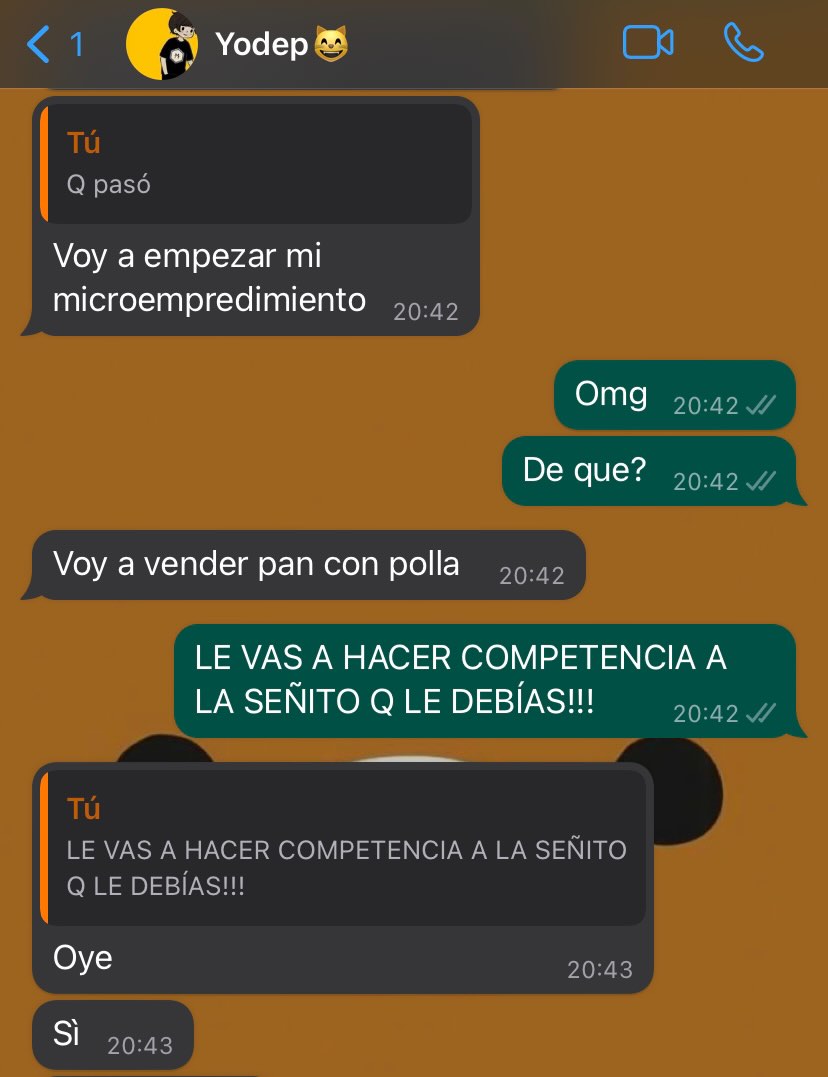 1
Yodep😸
Tú
Q pasó
Voy a empezar mi
microempredimiento 20:42
Omg 20:42
De que? 20:42
Voy a vender pan con polla 20:42
LE VAS A HACER COMPETENCIA A
LA SEÑITO Q LE DEBÍAS!!! 20:42
Tú
LE VAS A HACER COMPETENCIA A LA SEÑITO
Q LE DEBÍAS!!!
Oye 20:43
Sì 20:43